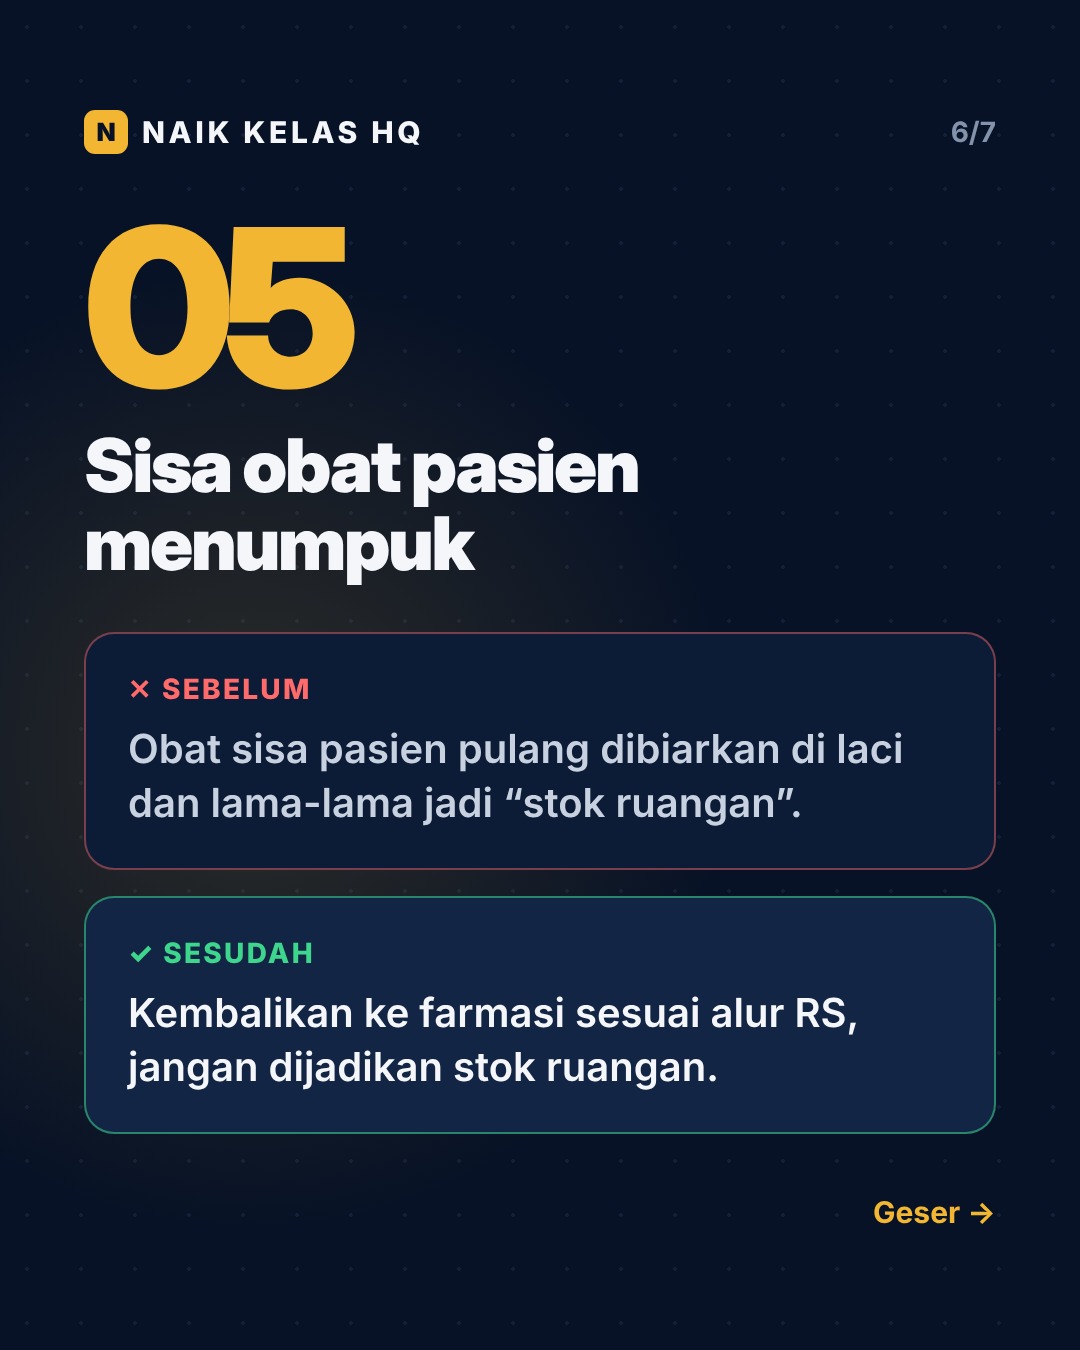 N NAIK KELAS HQ
6/7
05
Sisa obat pasien
menumpuk
✕ SEBELUM
Obat sisa pasien pulang dibiarkan di laci
dan lama-lama jadi “stok ruangan”.
✓ SESUDAH
Kembalikan ke farmasi sesuai alur RS,
jangan dijadikan stok ruangan.
Geser →